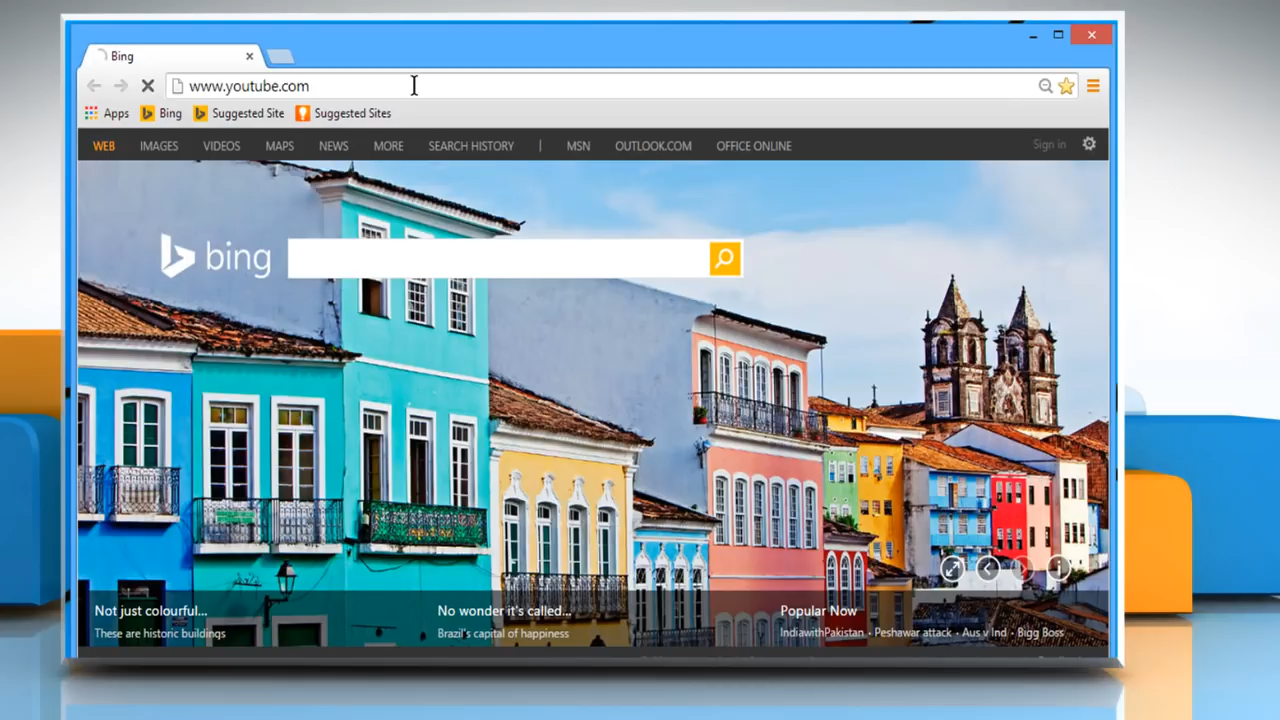 Bing
www.youtube.com
Apps Bing Suggested Site Suggested Sites
WEB IMAGES VIDEOS MAPS NEWS MORE SEARCH HISTORY | MSN OUTLOOK.COM OFFICE ONLINE Sign in
bing
Not just colourful... No wonder it's called... Popular Now
These are historic buildings Brazil's capital of happiness IndiawithPakistan · Peshawar attack · Aus v Ind · Bigg Boss